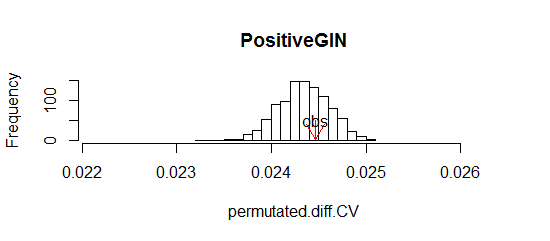 PositiveGIN
Frequency
100
0
obs
0.022 0.023 0.024 0.025 0.026
permutated.diff.CV